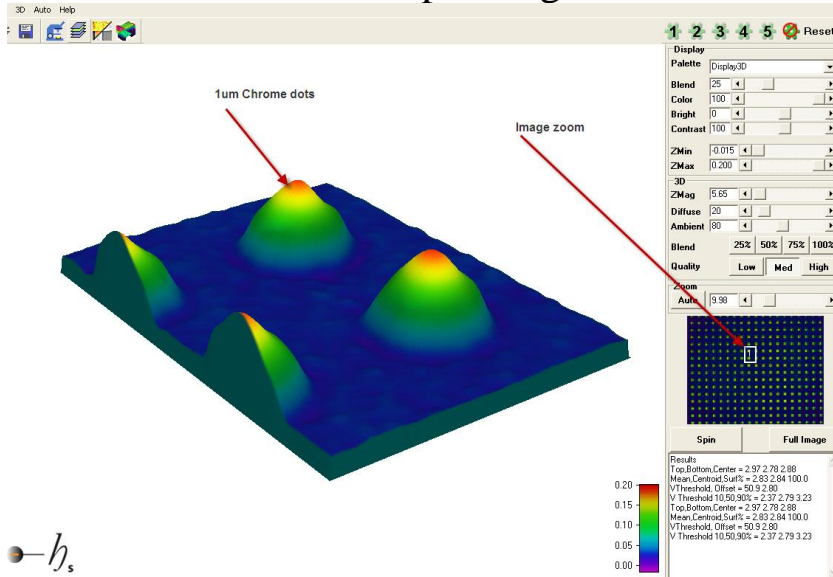 3D Auto Help
1 2 3 4 5 Reset
Display
Palette Display3D
Blend 25
Color 100
Bright 0
Contrast 100
ZMin -0.015
ZMax 0.200
3D
ZMag 5.65
Diffuse 20
Ambient 80
Blend 25% 50% 75% 100%
Quality Low Med High
Zoom
Auto 9.98
1um Chrome dots
Image zoom
1
Spin Full Image
Results
Top,Bottom,Center = 2.97 2.78 2.88
Mean,Centroid,Surf% = 2.83 2.84 100.0
VThreshold, Offset = 50.9 2.80
V Threshold 10,50,90% = 2.37 2.79 3.23
Top,Bottom,Center = 2.97 2.78 2.88
Mean,Centroid,Surf% = 2.83 2.84 100.0
VThreshold, Offset = 50.9 2.80
V Threshold 10,50,90% = 2.37 2.79 3.23
0.20
0.15
0.10
0.05
0.00
hs